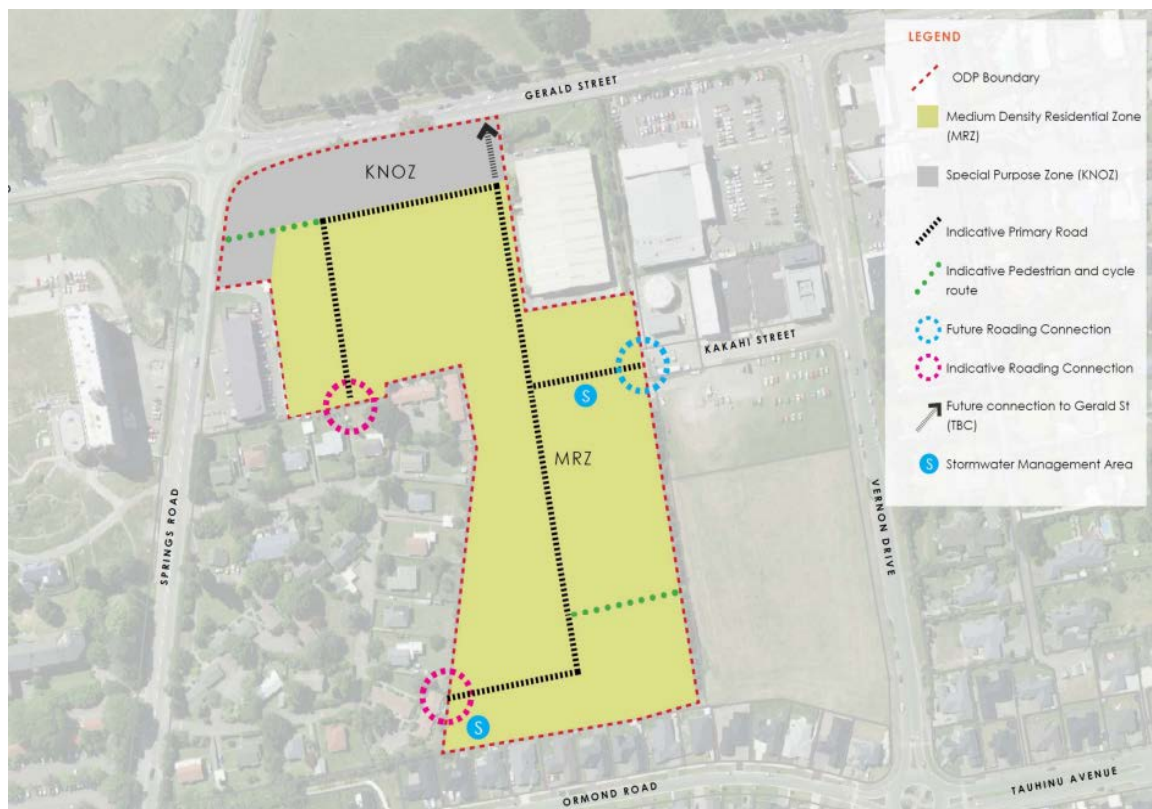 GERALD STREET
KNOZ
KAKAHI STREET
S
MRZ
SPRINGS ROAD
VERNON DRIVE
S
ORMOND ROAD
TAUHINU AVENUE
LEGEND
ODP Boundary
Medium Density Residential Zone
(MRZ)
Special Purpose Zone (KNOZ)
Indicative Primary Road
Indicative Pedestrian and cycle
route
Future Roading Connection
Indicative Roading Connection
Future connection to Gerald St
(TBC)
S
Stormwater Management Area